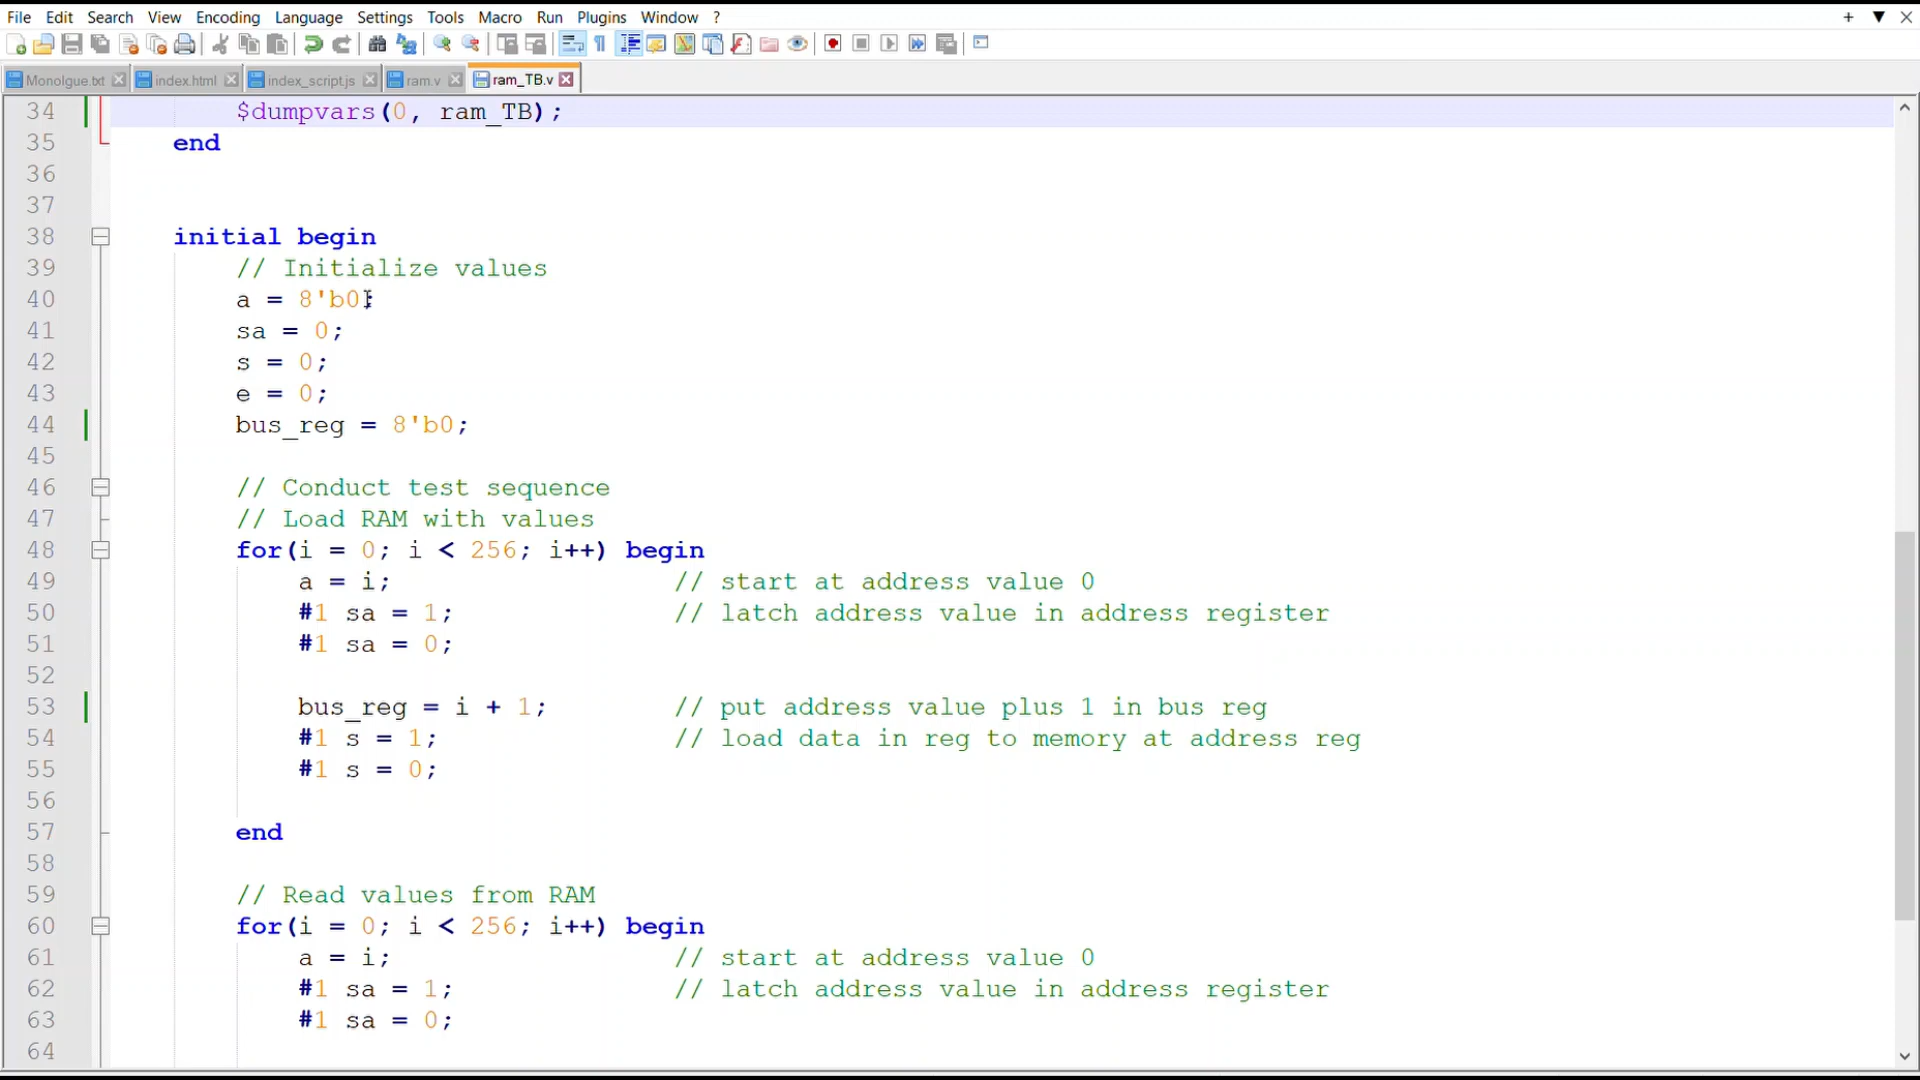 File Edit Search View Encoding Language Settings Tools Macro Run Plugins Window ?
Monolgue.txt index.html index_script.js ram.v ram_TB.v
34 $dumpvars(0, ram_TB);
35 end
36
37
38 initial begin
39 // Initialize values
40 a = 8'b0;
41 sa = 0;
42 s = 0;
43 e = 0;
44 bus_reg = 8'b0;
45
46 // Conduct test sequence
47 // Load RAM with values
48 for(i = 0; i < 256; i++) begin
49 a = i; // start at address value 0
50 #1 sa = 1; // latch address value in address register
51 #1 sa = 0;
52
53 bus_reg = i + 1; // put address value plus 1 in bus reg
54 #1 s = 1; // load data in reg to memory at address reg
55 #1 s = 0;
56
57 end
58
59 // Read values from RAM
60 for(i = 0; i < 256; i++) begin
61 a = i; // start at address value 0
62 #1 sa = 1; // latch address value in address register
63 #1 sa = 0;
64